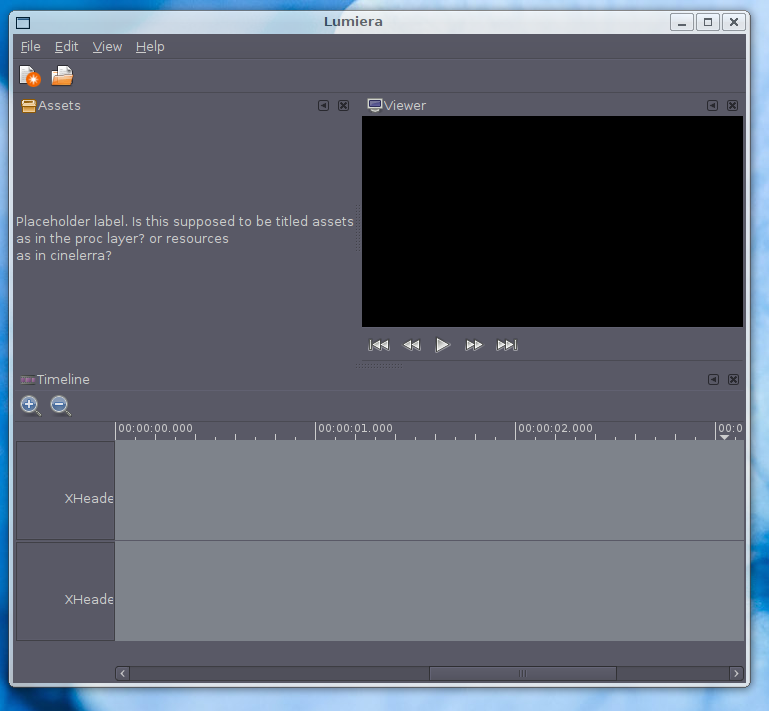 Lumiera
File Edit View Help
Assets
Viewer
Placeholder label. Is this supposed to be titled assets
as in the proc layer? or resources
as in cinelerra?
Timeline
00:00:00.000 00:00:01.000 00:00:02.000 00:0
XHeade
XHeade